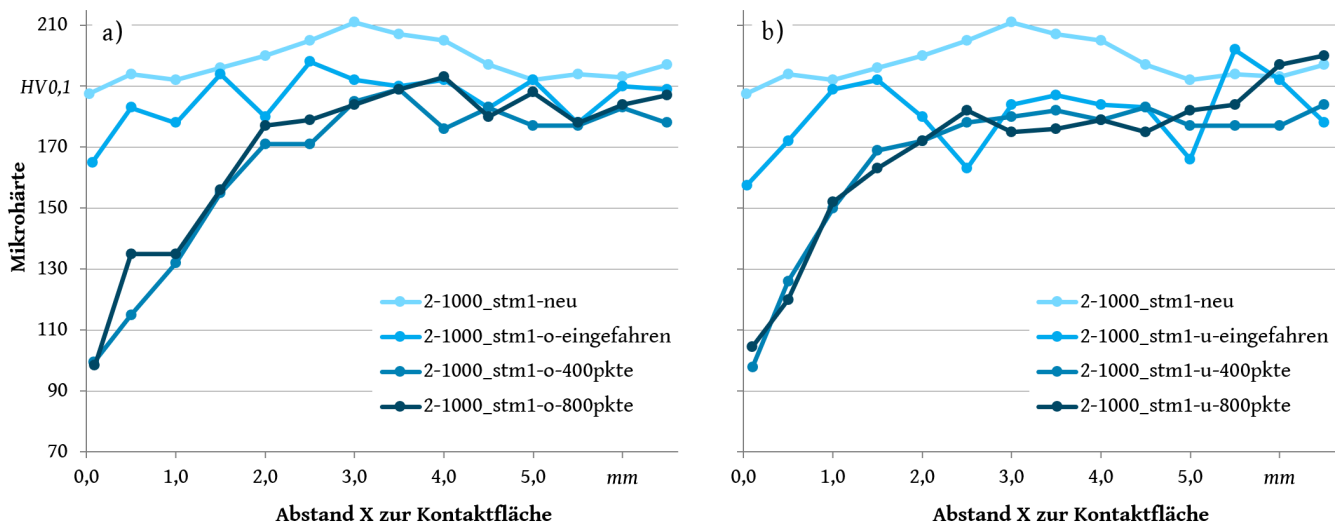 a)
Mikrohärte
210
HV0,1
170
150
130
110
90
70
2-1000_stm1-neu
2-1000_stm1-o-eingefahren
2-1000_stm1-o-400pkte
2-1000_stm1-o-800pkte
0,0 1,0 2,0 3,0 4,0 5,0 mm
Abstand X zur Kontaktfläche
b)
2-1000_stm1-neu
2-1000_stm1-u-eingefahren
2-1000_stm1-u-400pkte
2-1000_stm1-u-800pkte
0,0 1,0 2,0 3,0 4,0 5,0 mm
Abstand X zur Kontaktfläche